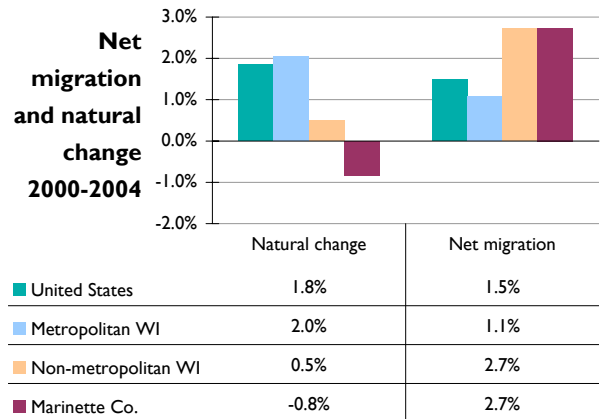 Net
migration
and natural
change
2000-2004
3.0%
2.0%
1.0%
0.0%
-1.0%
-2.0%
Natural change Net migration
United States 1.8% 1.5%
Metropolitan WI 2.0% 1.1%
Non-metropolitan WI 0.5% 2.7%
Marinette Co. -0.8% 2.7%